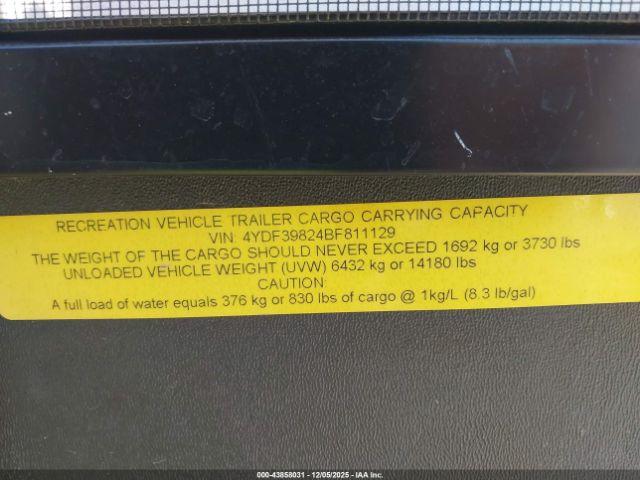 RECREATION VEHICLE TRAILER CARGO CARRYING CAPACITY
VIN: 4YDF39824BF811129
THE WEIGHT OF THE CARGO SHOULD NEVER EXCEED 1692 kg or 3730 lbs
UNLOADED VEHICLE WEIGHT (UVW) 6432 kg or 14180 lbs
CAUTION:
A full load of water equals 376 kg or 830 lbs of cargo @ 1kg/L (8.3 lb/gal)
000-43858031 - 12/05/2025 - IAA Inc.